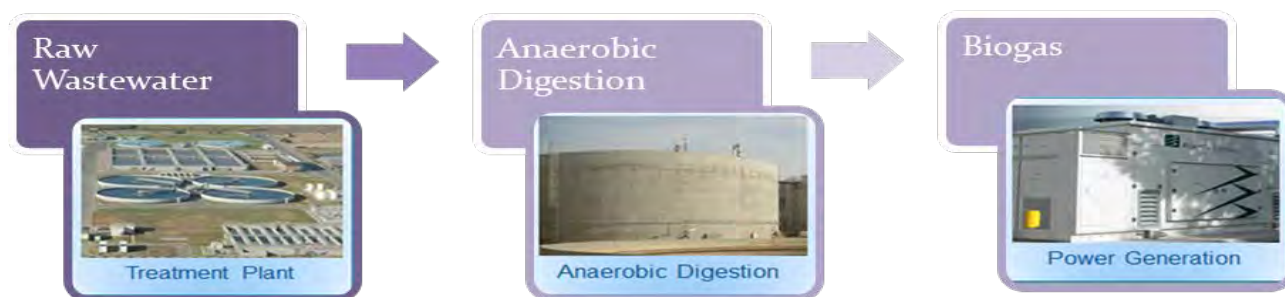 Raw
Wastewater
Treatment Plant
Anaerobic
Digestion
Anaerobic Digestion
Biogas
Power Generation